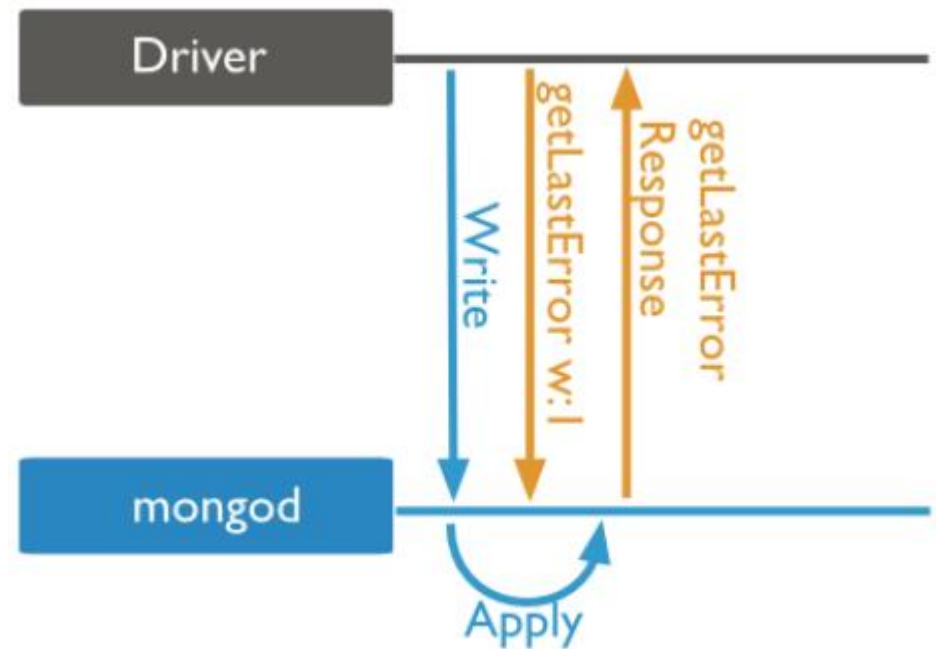 Driver
Write
getLastError w:1
getLastError
Response
mongod
Apply